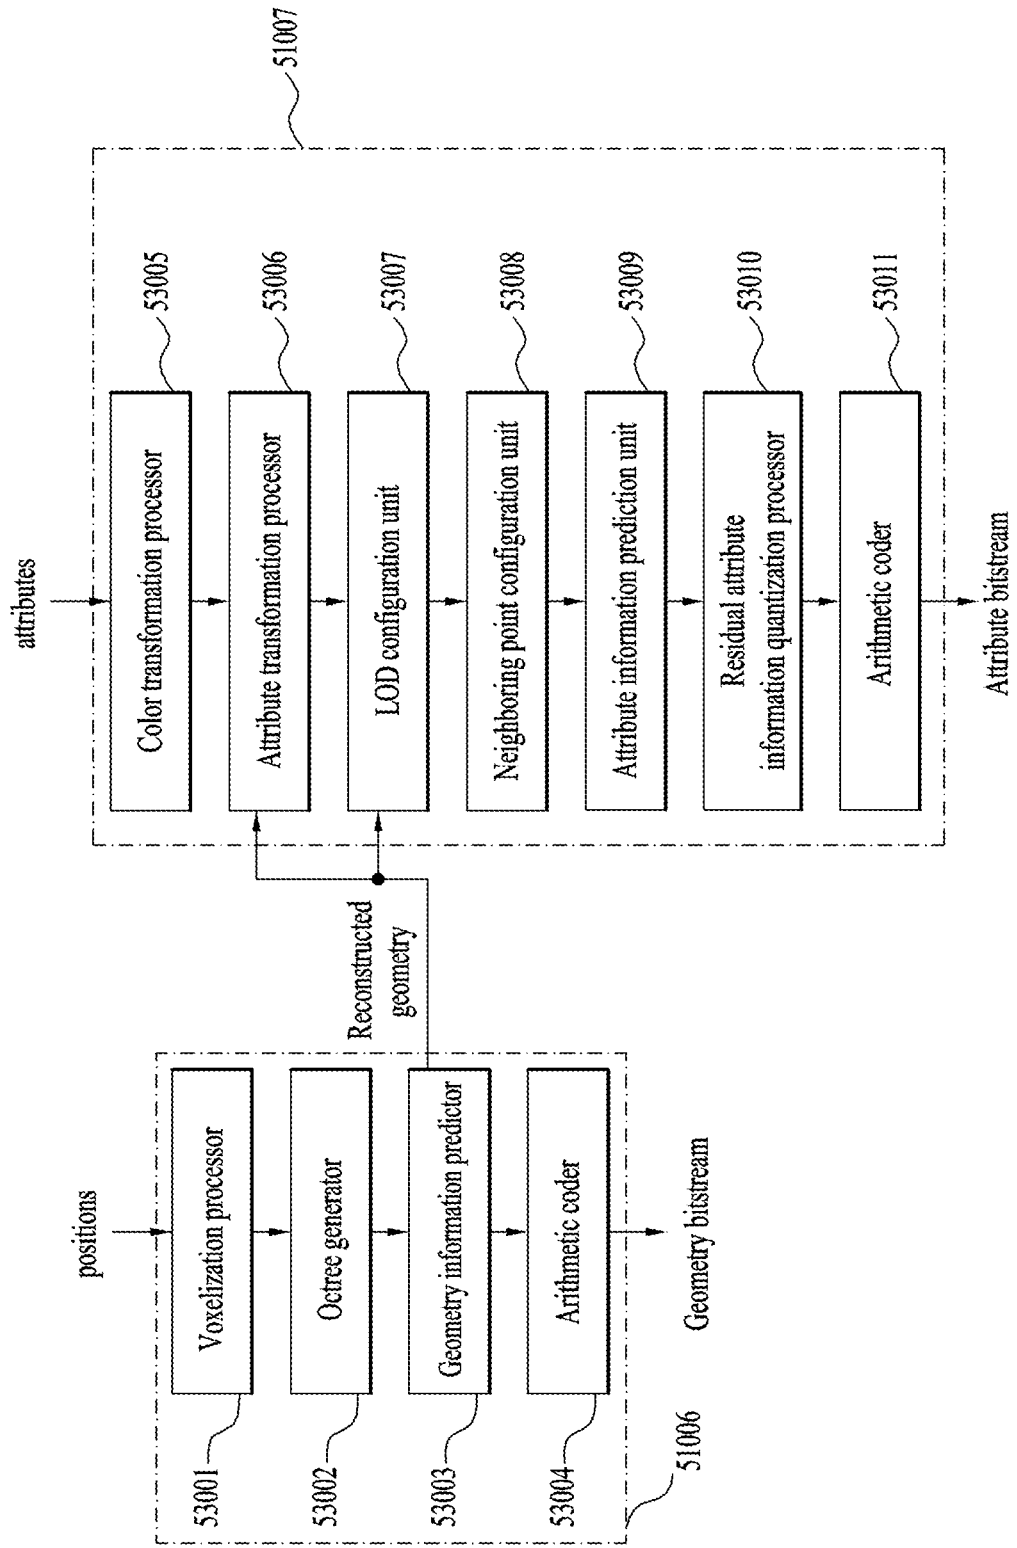 positions
Voxelization processor
53001
Octree generator
53002
Geometry information predictor
53003
Arithmetic coder
53004
Geometry bitstream
51006
Reconstructed
geometry
attributes
Color transformation processor
53005
Attribute transformation processor
53006
LOD configuration unit
53007
Neighboring point configuration unit
53008
Attribute information prediction unit
53009
Residual attribute
information quantization processor
53010
Arithmetic coder
53011
Attribute bitstream
51007